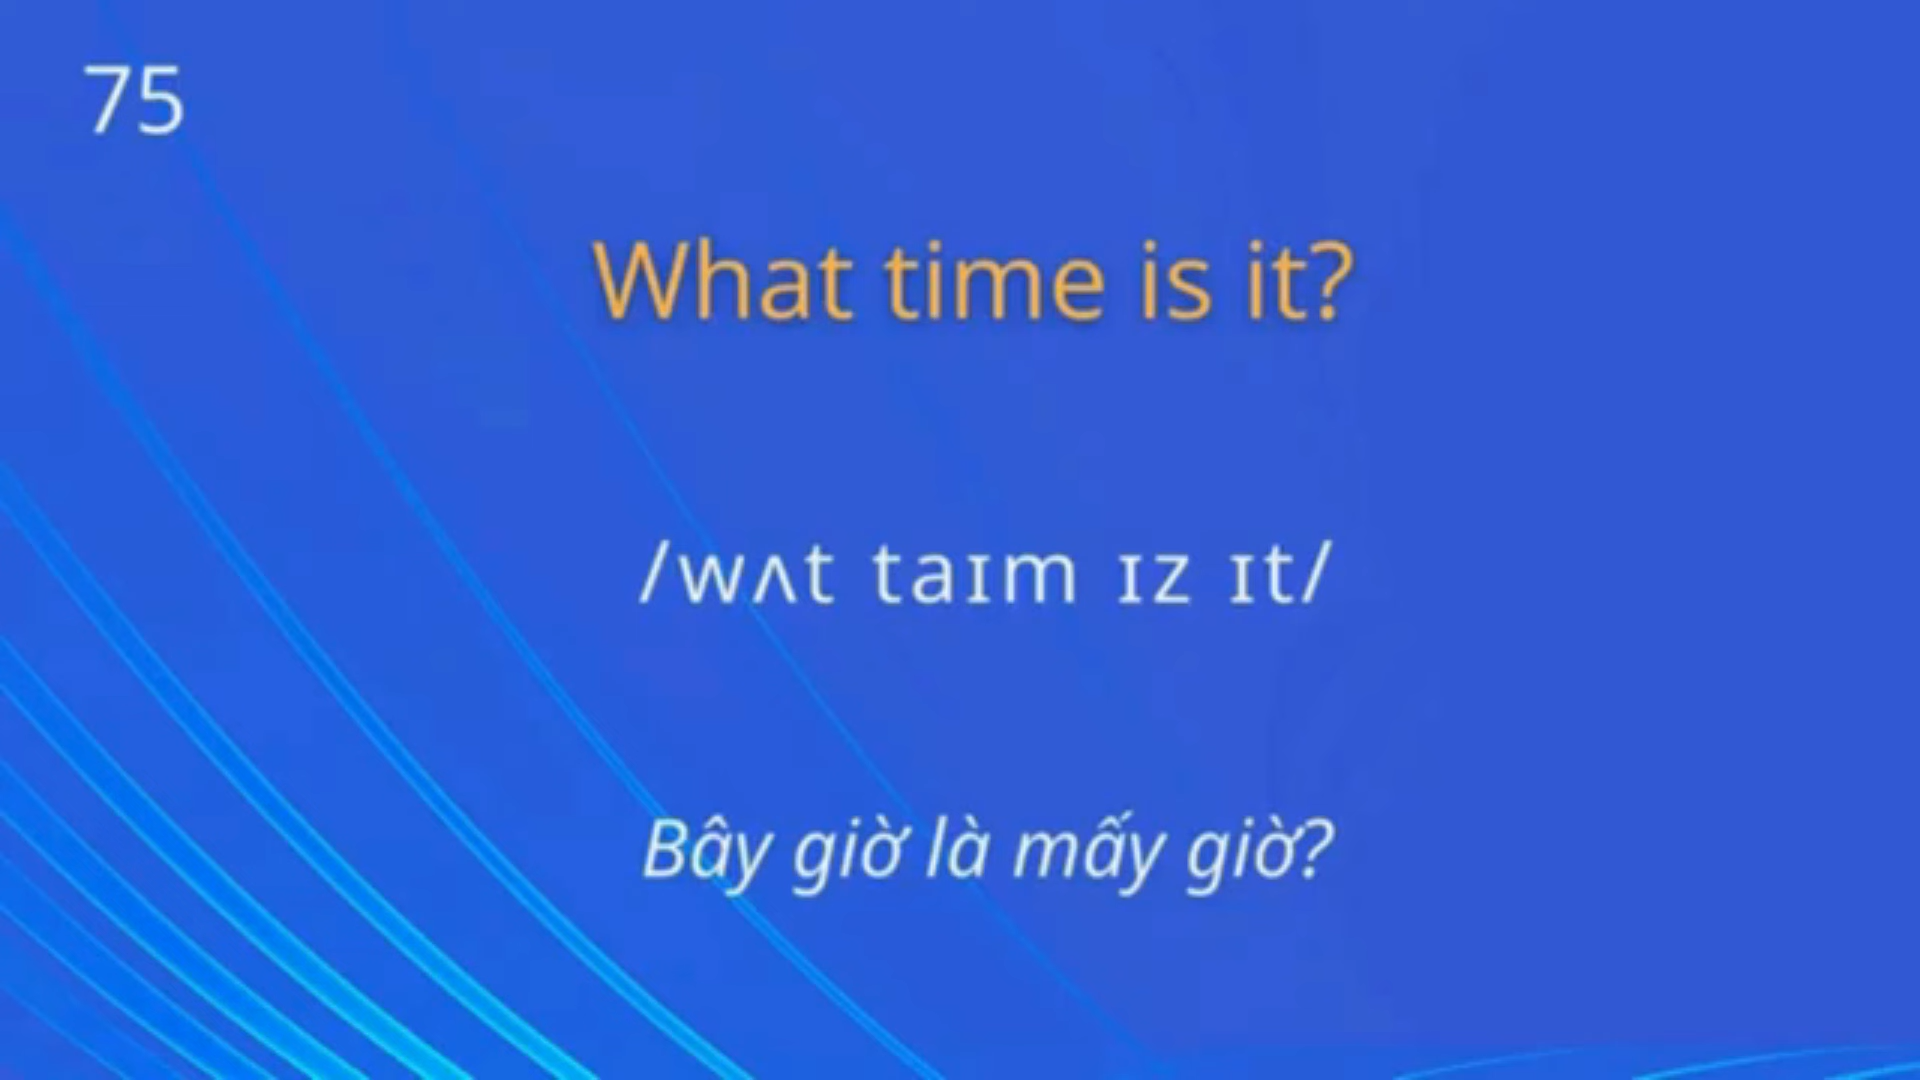 75
What time is it?
/wʌt taɪm ɪz ɪt/
Bây giờ là mấy giờ?